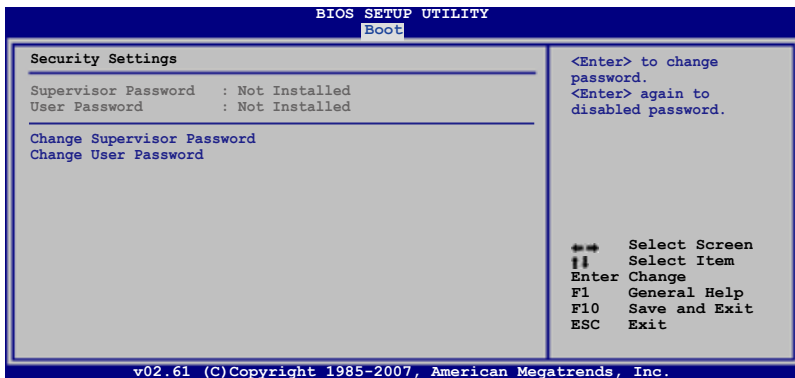 BIOS SETUP UTILITY
Boot
Security Settings
Supervisor Password : Not Installed
User Password : Not Installed
Change Supervisor Password
Change User Password
<Enter> to change
password.
<Enter> again to
disabled password.
←→ Select Screen
↑↓ Select Item
Enter Change
F1 General Help
F10 Save and Exit
ESC Exit
v02.61 (C)Copyright 1985-2007, American Megatrends, Inc.